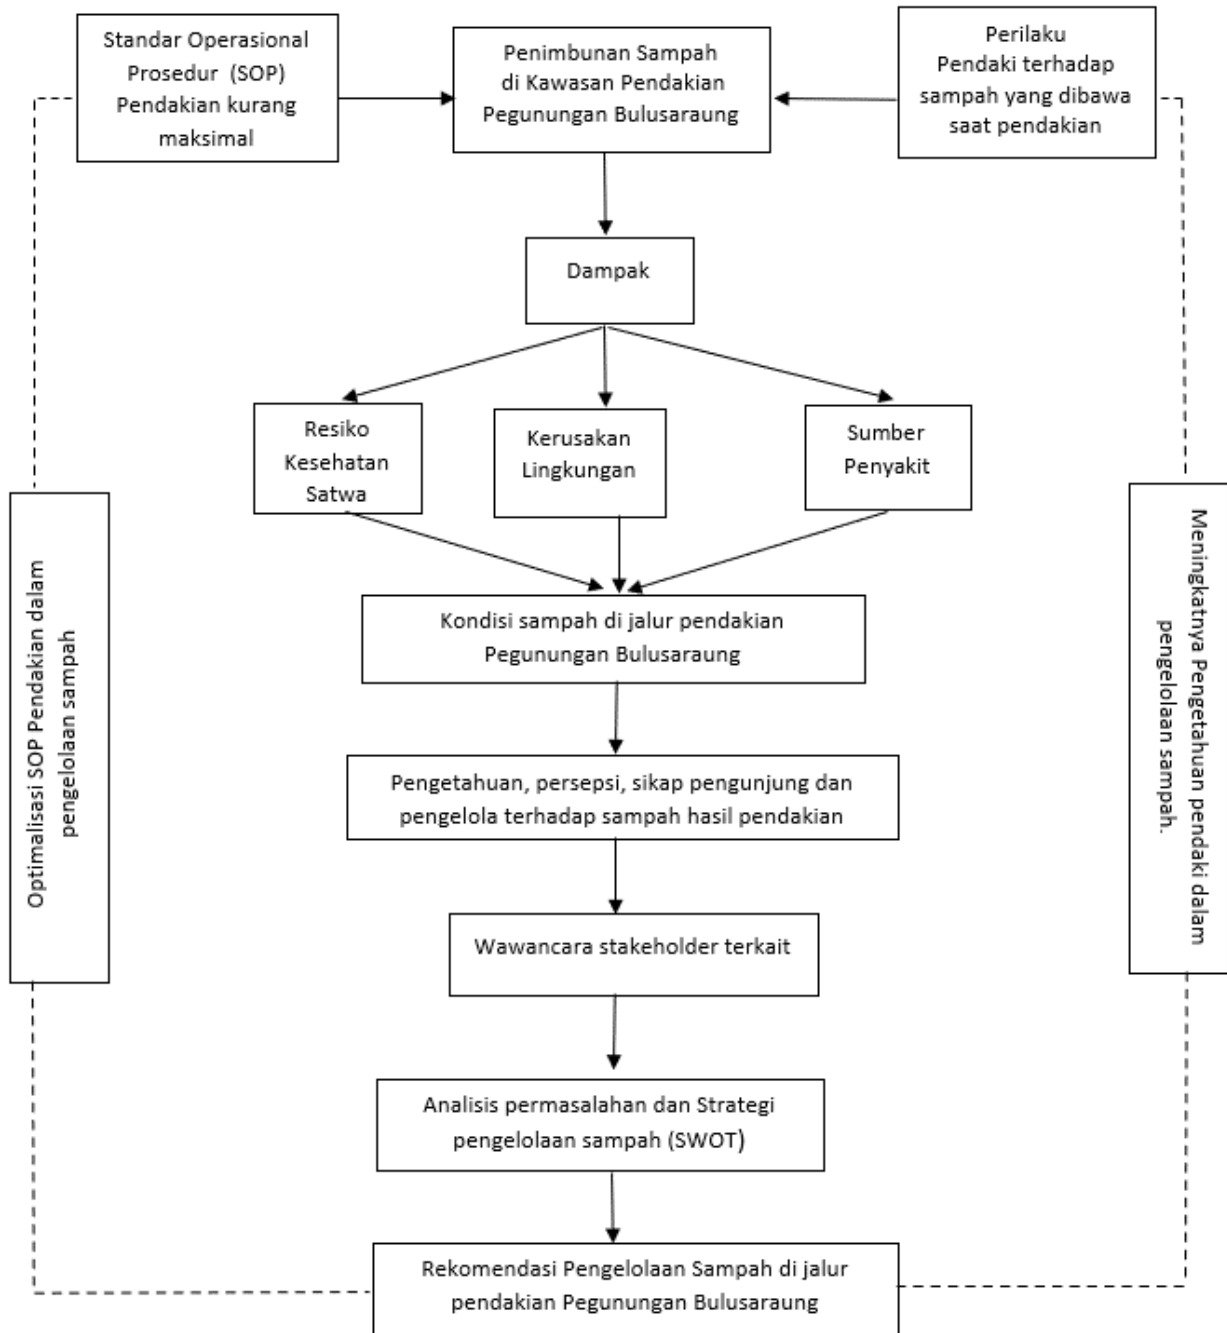 Standar Operasional
Prosedur (SOP)
Pendakian kurang
maksimal
Penimbunan Sampah
di Kawasan Pendakian
Pegunungan Bulusaraung
Perilaku
Pendaki terhadap
sampah yang dibawa
saat pendakian
Dampak
Resiko
Kesehatan
Satwa
Kerusakan
Lingkungan
Sumber
Penyakit
Optimalisasi SOP Pendakian dalam
pengelolaan sampah
Meningkatnya Pengetahuan pendaki dalam
pengelolaan sampah.
Kondisi sampah di jalur pendakian
Pegunungan Bulusaraung
Pengetahuan, persepsi, sikap pengunjung dan
pengelola terhadap sampah hasil pendakian
Wawancara stakeholder terkait
Analisis permasalahan dan Strategi
pengelolaan sampah (SWOT)
Rekomendasi Pengelolaan Sampah di jalur
pendakian Pegunungan Bulusaraung